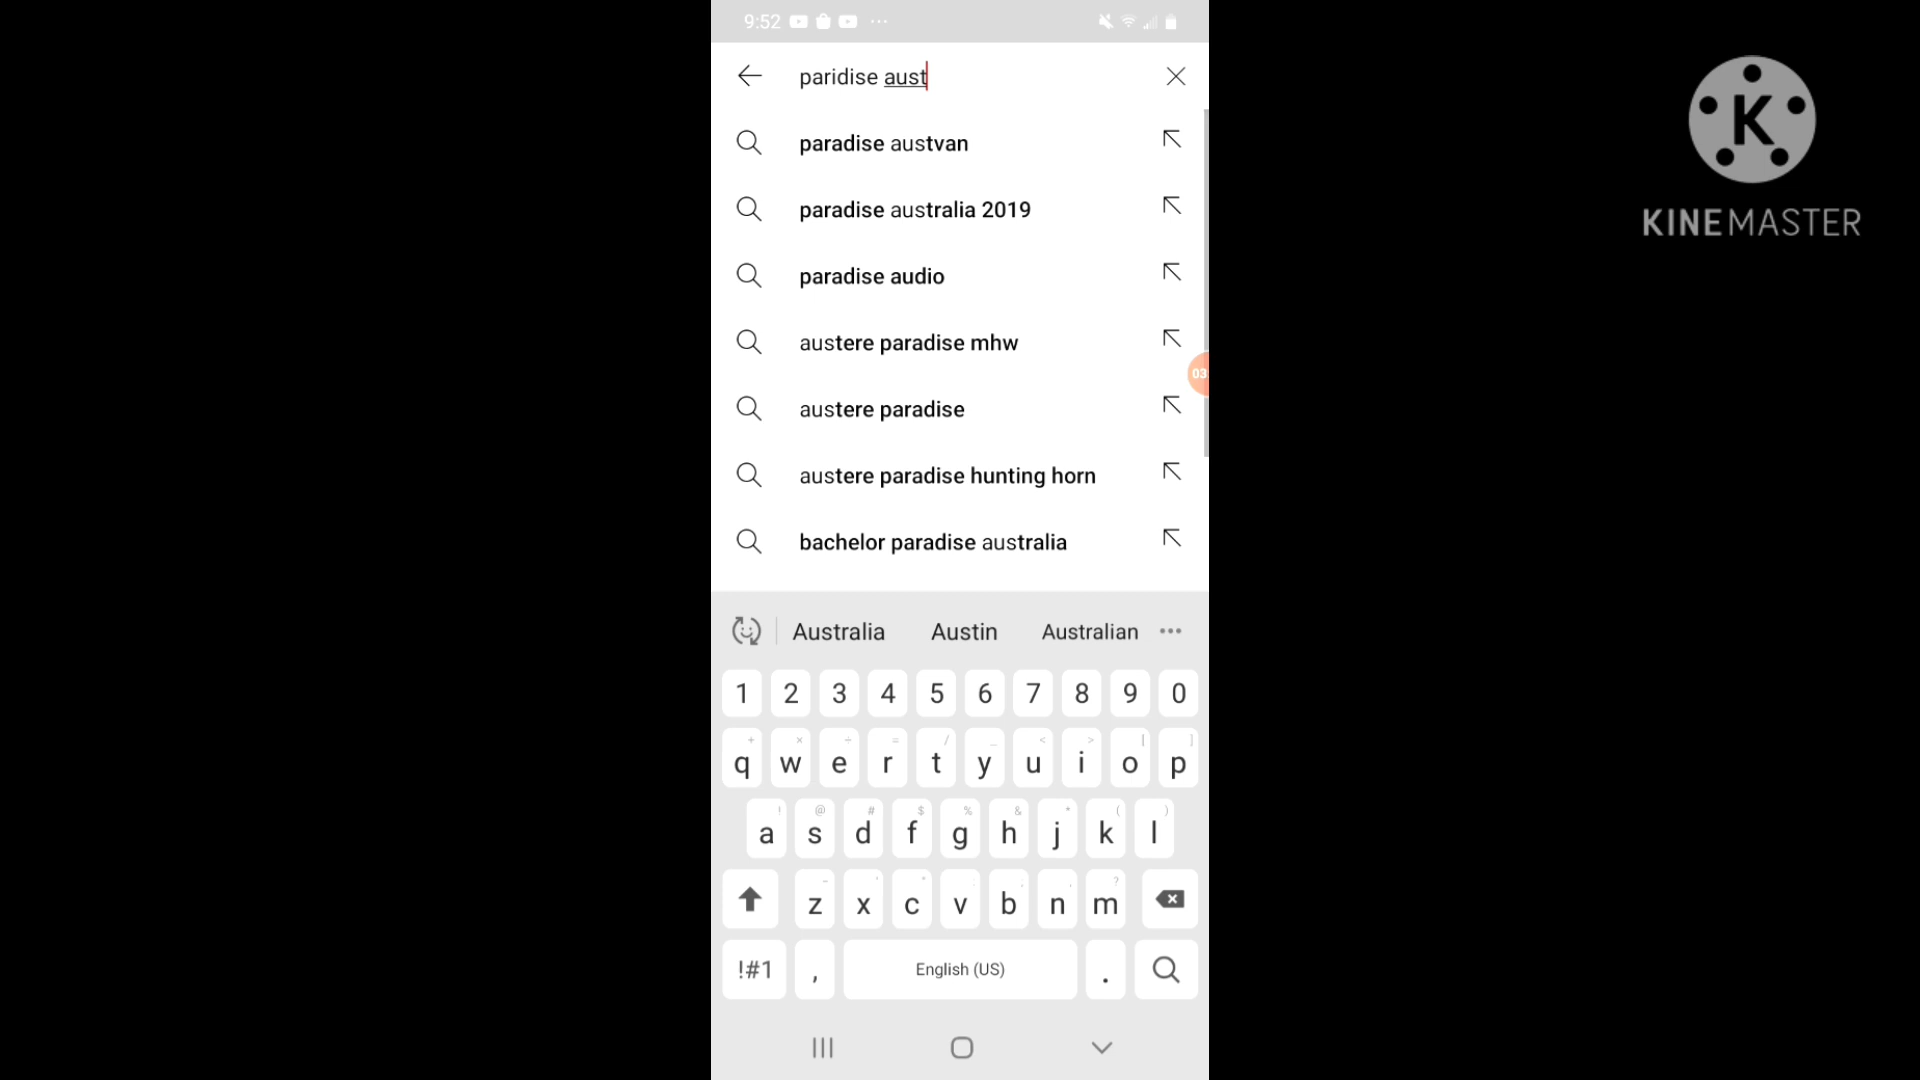 9:52
paridise aust
paradise austvan
paradise australia 2019
paradise audio
austere paradise mhw
03
austere paradise
austere paradise hunting horn
bachelor paradise australia
Australia Austin Australian
1 2 3 4 5 6 7 8 9 0
q w e r t y u i o p
a s d f g h j k l
z x c v b n m
!#1 , English (US) .
K
KINEMASTER